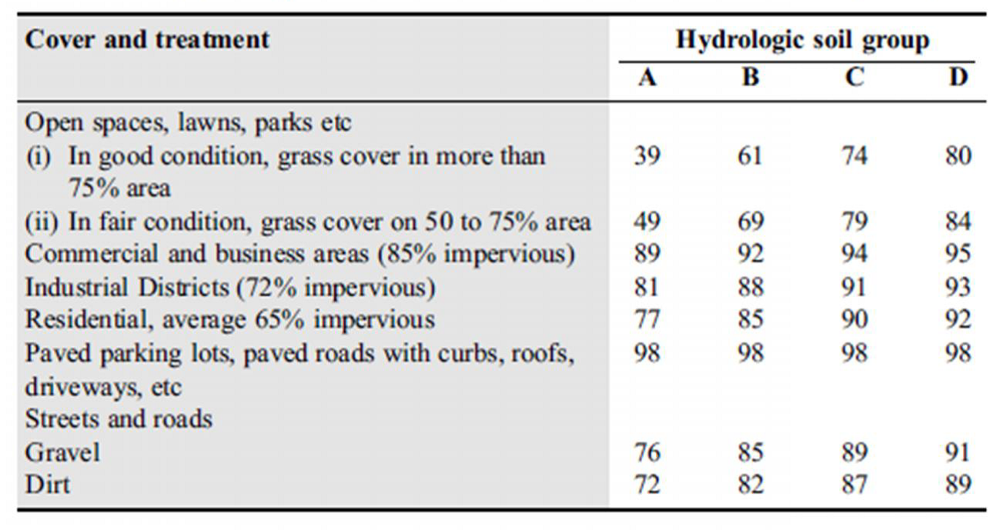 Cover and treatment Hydrologic soil group
A B C D
Open spaces, lawns, parks etc
(i) In good condition, grass cover in more than 39 61 74 80
75% area
(ii) In fair condition, grass cover on 50 to 75% area 49 69 79 84
Commercial and business areas (85% impervious) 89 92 94 95
Industrial Districts (72% impervious) 81 88 91 93
Residential, average 65% impervious 77 85 90 92
Paved parking lots, paved roads with curbs, roofs, 98 98 98 98
driveways, etc
Streets and roads
Gravel 76 85 89 91
Dirt 72 82 87 89